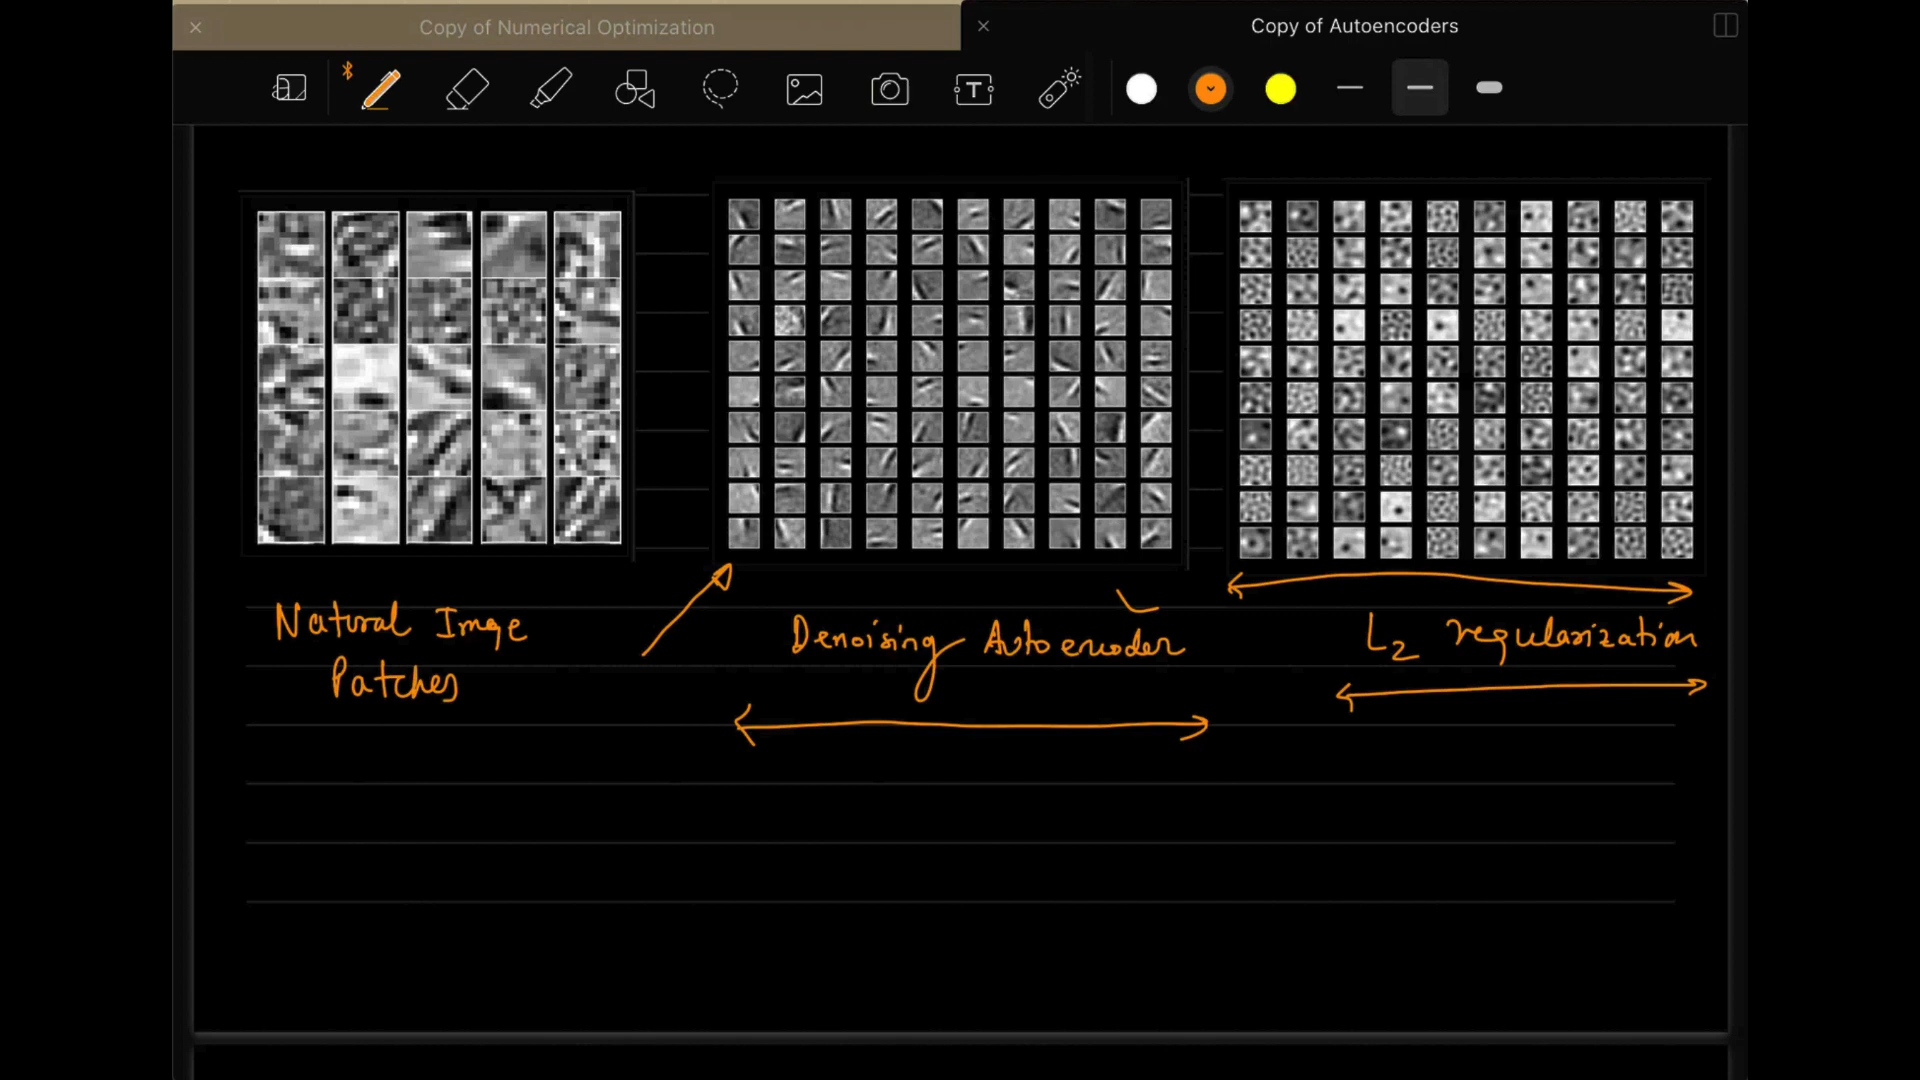 Copy of Numerical Optimization
Copy of Autoencoders
Natural Image
Patches
Denoising Autoencoder
L2 regularization